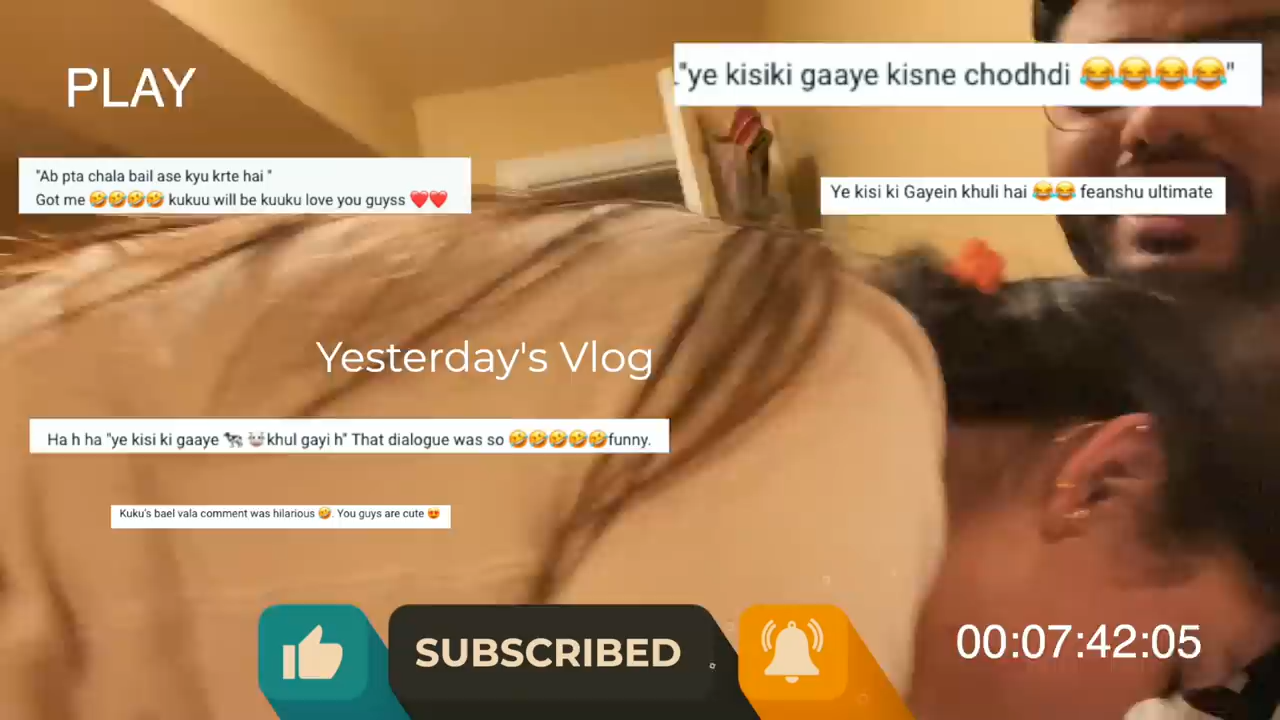 PLAY
."ye kisiki gaaye kisne chodhdi 😂😂😂😂"
"Ab pta chala bail ase kyu krte hai "
Got me 🤣🤣🤣🤣 kukuu will be kuuku love you guyss ❤️❤️
Ye kisi ki Gayein khuli hai 😂😂 feanshu ultimate
Yesterday's Vlog
Ha h ha "ye kisi ki gaaye 🐄 🐮khul gayi h" That dialogue was so 🤣🤣🤣🤣🤣funny.
Kuku's bael vala comment was hilarious 🤣. You guys are cute 😍
SUBSCRIBED
00:07:42:05